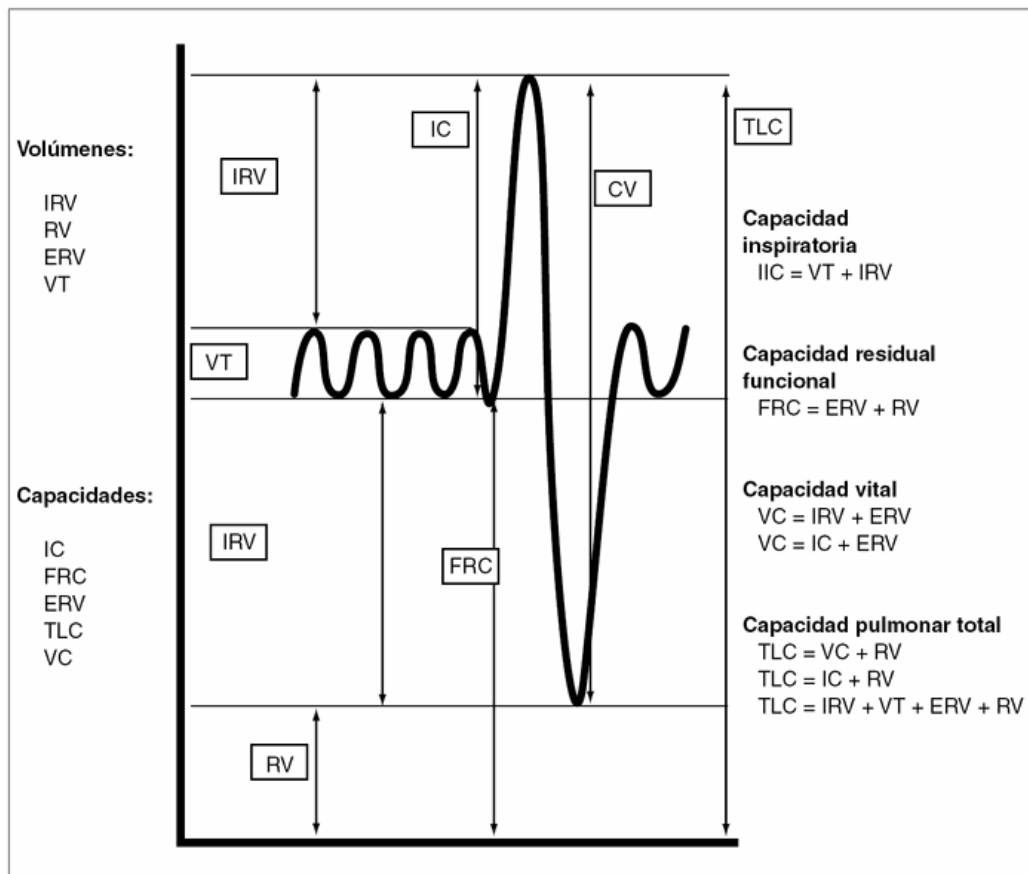 Volúmenes:
IRV
RV
ERV
VT
Capacidades:
IC
FRC
ERV
TLC
VC
IRV
VT
IRV
RV
IC
FRC
CV
TLC
Capacidad
inspiratoria
IIC = VT + IRV
Capacidad residual
funcional
FRC = ERV + RV
Capacidad vital
VC = IRV + ERV
VC = IC + ERV
Capacidad pulmonar total
TLC = VC + RV
TLC = IC + RV
TLC = IRV + VT + ERV + RV